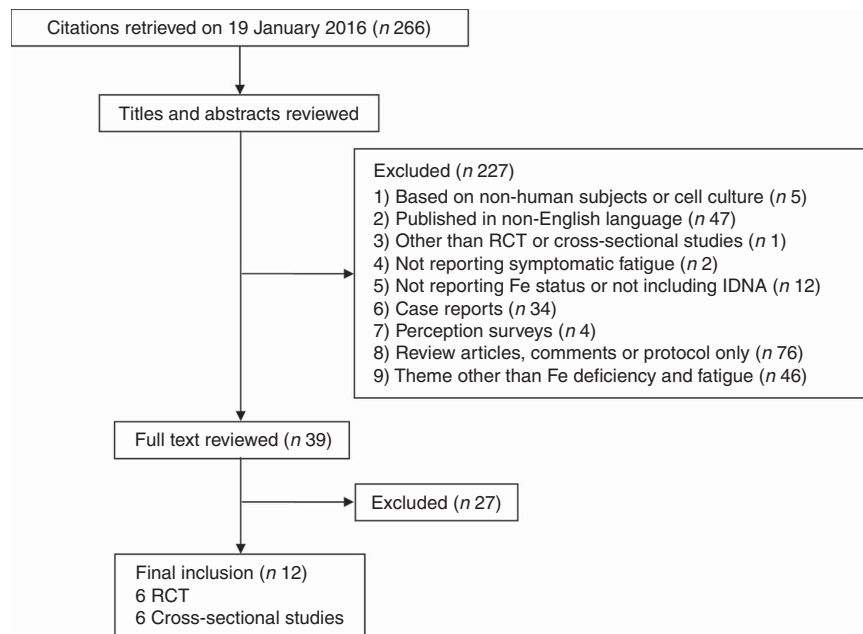 Citations retrieved on 19 January 2016 (n 266)
Titles and abstracts reviewed
Excluded (n 227)
1) Based on non-human subjects or cell culture (n 5)
2) Published in non-English language (n 47)
3) Other than RCT or cross-sectional studies (n 1)
4) Not reporting symptomatic fatigue (n 2)
5) Not reporting Fe status or not including IDNA (n 12)
6) Case reports (n 34)
7) Perception surveys (n 4)
8) Review articles, comments or protocol only (n 76)
9) Theme other than Fe deficiency and fatigue (n 46)
Full text reviewed (n 39)
Excluded (n 27)
Final inclusion (n 12)
6 RCT
6 Cross-sectional studies